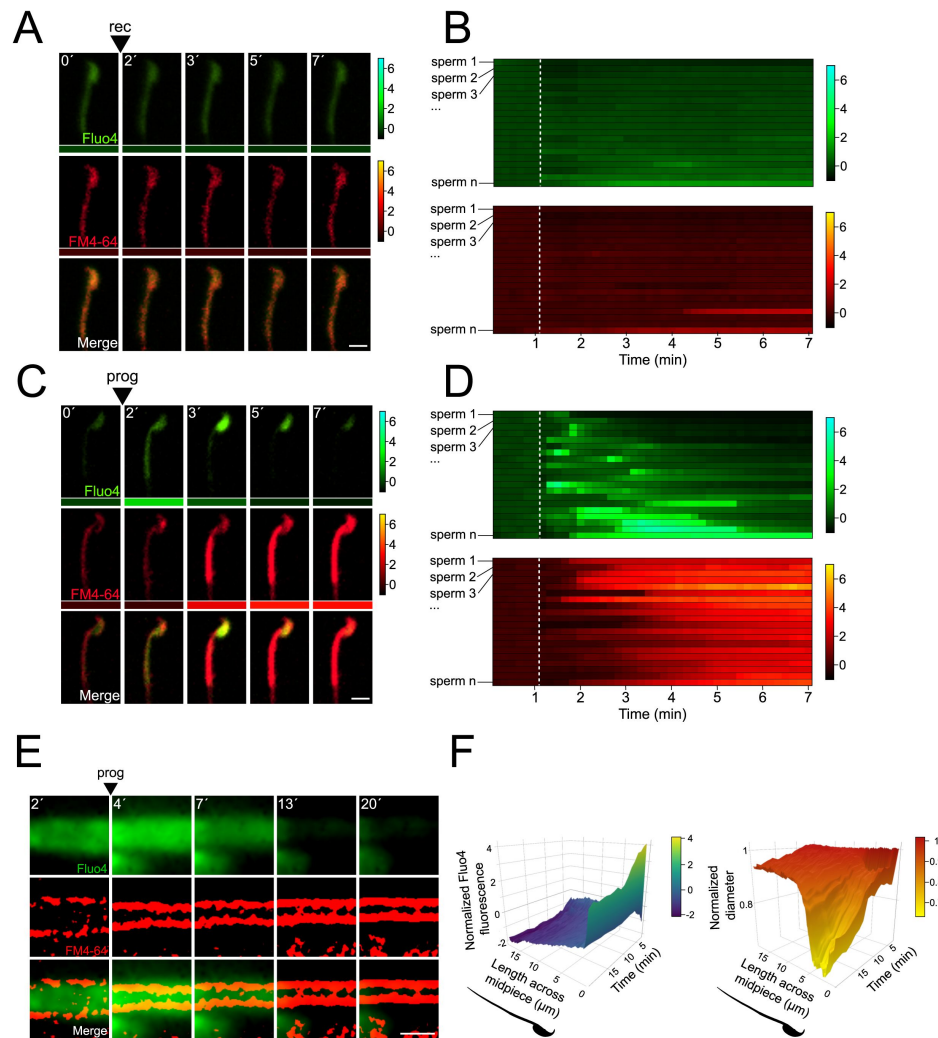 A
rec
0´ 2´ 3´ 5´ 7´
Fluo4
6
4
2
0
FM4-64
6
4
2
0
Merge
B
sperm 1
sperm 2
sperm 3
...
sperm n
6
4
2
0
sperm 1
sperm 2
sperm 3
...
sperm n
6
4
2
0
1 2 3 4 5 6 7
Time (min)
C
prog
0´ 2´ 3´ 5´ 7´
Fluo4
6
4
2
0
FM4-64
6
4
2
0
Merge
D
sperm 1
sperm 2
sperm 3
...
sperm n
6
4
2
0
sperm 1
sperm 2
sperm 3
...
sperm n
6
4
2
0
1 2 3 4 5 6 7
Time (min)
E
prog
2´ 4´ 7´ 13´ 20´
Fluo4
FM4-64
Merge
F
Normalized Fluo4
fluorescence
4
2
0
-2
15
10
5
0
Length across
midpiece (µm)
15
10
5
Time (min)
4
2
0
-2
Normalized
diameter
1
0.8
15
10
5
0
Length across
midpiece (µm)
15
10
5
Time (min)
1
0.
0.
0.